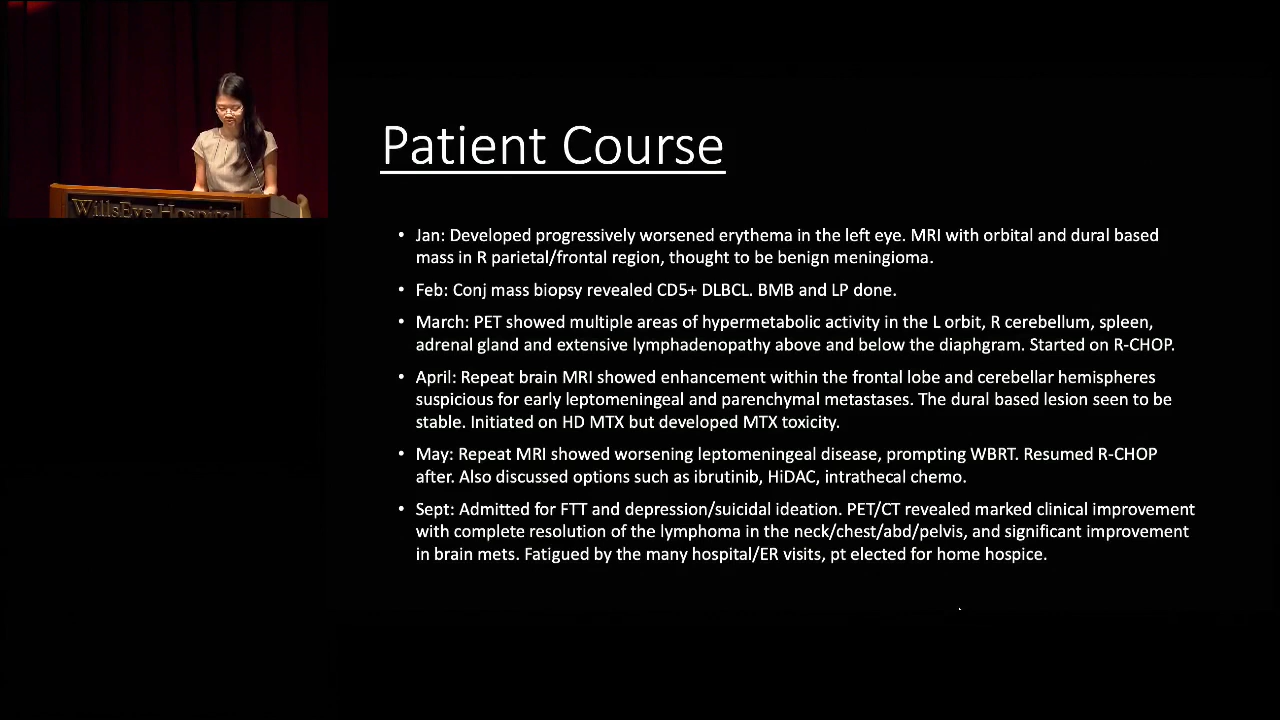 WillsEye Hospital
Patient Course
• Jan: Developed progressively worsened erythema in the left eye. MRI with orbital and dural based
mass in R parietal/frontal region, thought to be benign meningioma.
• Feb: Conj mass biopsy revealed CD5+ DLBCL. BMB and LP done.
• March: PET showed multiple areas of hypermetabolic activity in the L orbit, R cerebellum, spleen,
adrenal gland and extensive lymphadenopathy above and below the diaphgram. Started on R-CHOP.
• April: Repeat brain MRI showed enhancement within the frontal lobe and cerebellar hemispheres
suspicious for early leptomeningeal and parenchymal metastases. The dural based lesion seen to be
stable. Initiated on HD MTX but developed MTX toxicity.
• May: Repeat MRI showed worsening leptomeningeal disease, prompting WBRT. Resumed R-CHOP
after. Also discussed options such as ibrutinib, HiDAC, intrathecal chemo.
• Sept: Admitted for FTT and depression/suicidal ideation. PET/CT revealed marked clinical improvement
with complete resolution of the lymphoma in the neck/chest/abd/pelvis, and significant improvement
in brain mets. Fatigued by the many hospital/ER visits, pt elected for home hospice.